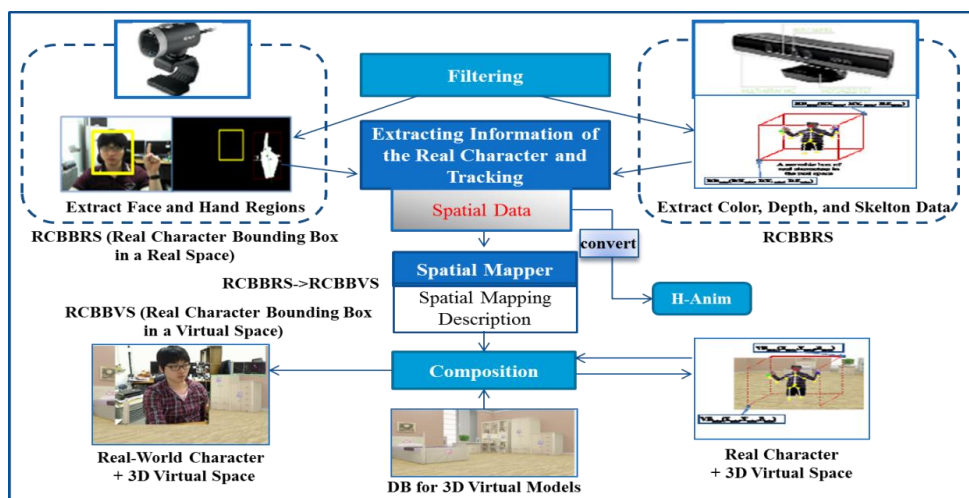 Filtering
Extracting Information of
the Real Character and
Tracking
Spatial Data
Extract Face and Hand Regions
RCBBRS (Real Character Bounding Box
in a Real Space)
Extract Color, Depth, and Skelton Data
RCBBRS
convert
Spatial Mapper
RCBBRS->RCBBVS
Spatial Mapping
Description
H-Anim
RCBBVS (Real Character Bounding Box
in a Virtual Space)
Composition
Real-World Character
+ 3D Virtual Space
DB for 3D Virtual Models
Real Character
+ 3D Virtual Space